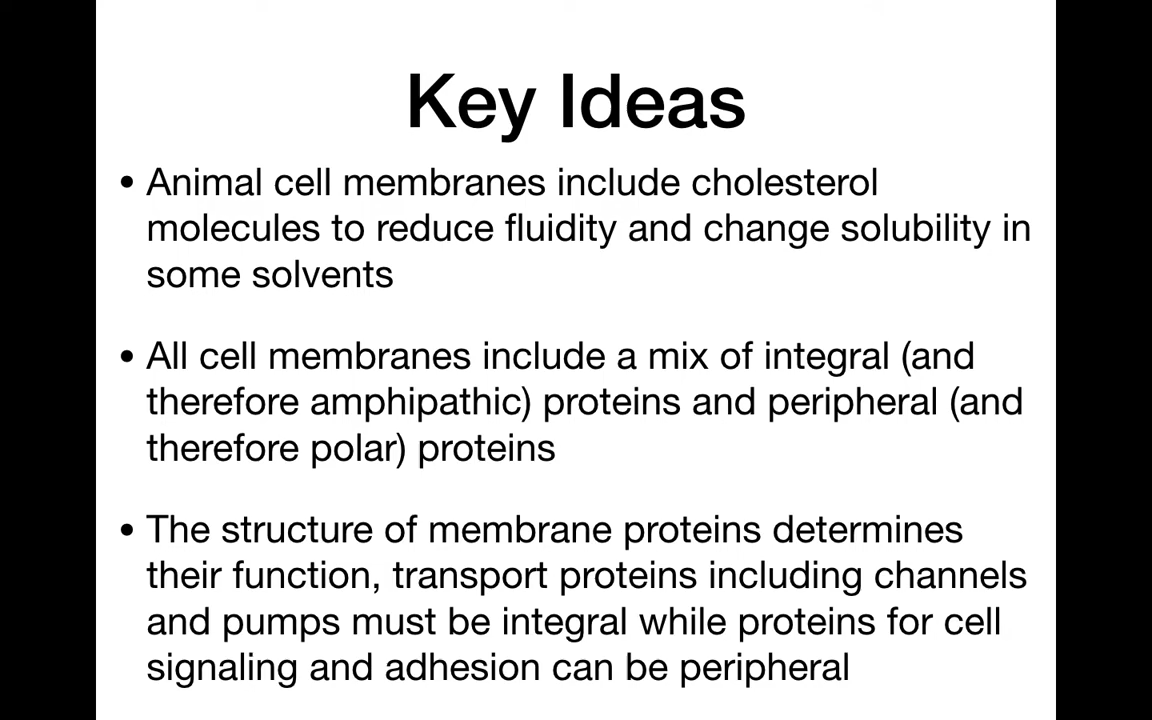 Key Ideas
• Animal cell membranes include cholesterol
molecules to reduce fluidity and change solubility in
some solvents
• All cell membranes include a mix of integral (and
therefore amphipathic) proteins and peripheral (and
therefore polar) proteins
• The structure of membrane proteins determines
their function, transport proteins including channels
and pumps must be integral while proteins for cell
signaling and adhesion can be peripheral